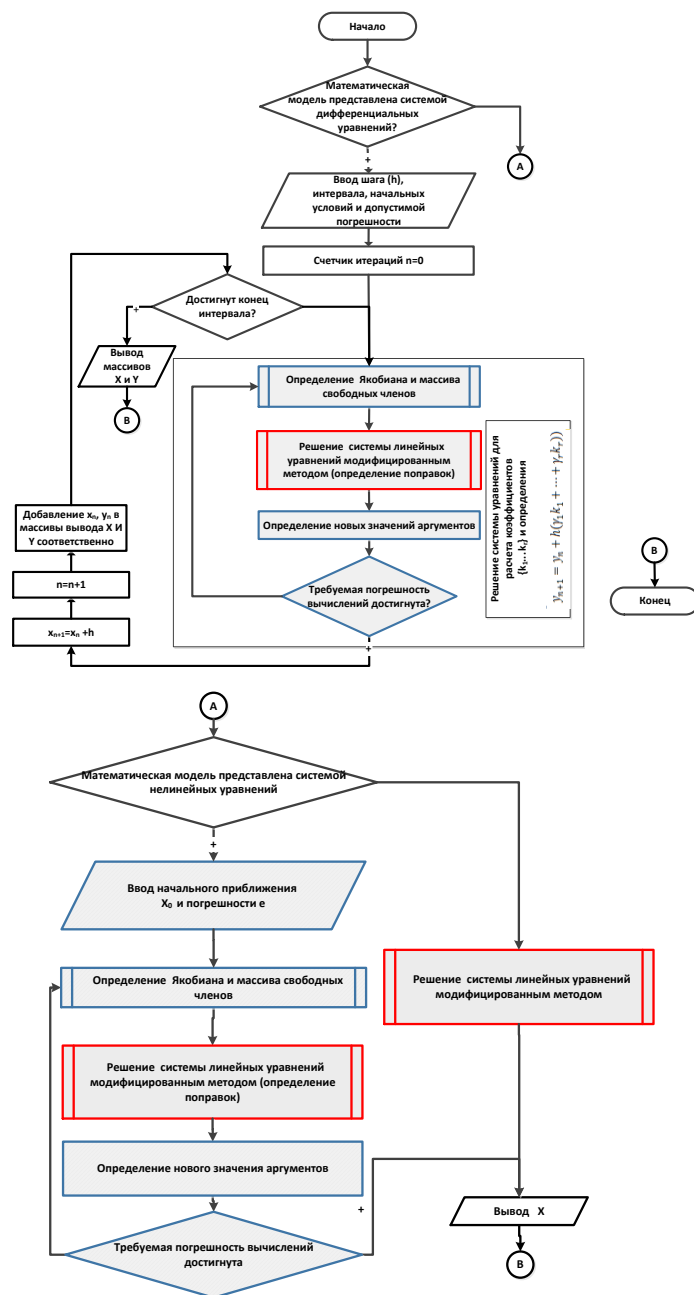 Начало
Математическая
модель представлена системой
дифференциальных
уравнений?
+
A
Ввод шага (h),
интервала, начальных
условий и допустимой
погрешности
Счетчик итераций n=0
Достигнут конец
интервала?
+
Вывод
массивов
X и Y
B
Определение Якобиана и массива
свободных членов
Решение системы линейных
уравнений модифицированным
методом (определение поправок)
Определение новых значений аргументов
Требуемая погрешность
вычислений достигнута?
+
Решение системы уравнений для
расчета коэффициентов
{k₁...kᵣ} и определения
yₙ₊₁ = yₙ + h(γ₁k₁ + ⋯ + γᵣkᵣ))
Добавление xₙ, yₙ в
массивы вывода X И
Y соответственно
n=n+1
xₙ₊₁=xₙ +h
B
Конец
A
Математическая модель представлена системой
нелинейных уравнений
+
Ввод начального приближения
X₀ и погрешности e
Определение Якобиана и массива свободных
членов
Решение системы линейных уравнений
модифицированным методом (определение
поправок)
Определение нового значения аргументов
Требуемая погрешность вычислений
достигнута
+
Решение системы линейных уравнений
модифицированным методом
Вывод X
B